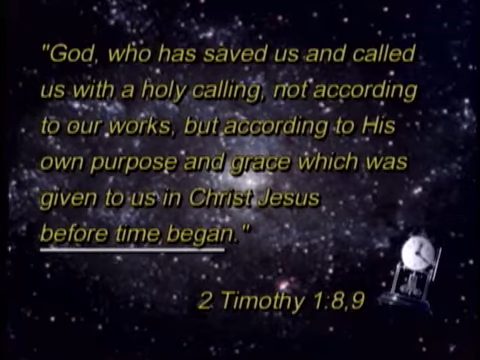 "God, who has saved us and called
us with a holy calling, not according
to our works, but according to His
own purpose and grace which was
given to us in Christ Jesus
before time began."
2 Timothy 1:8,9